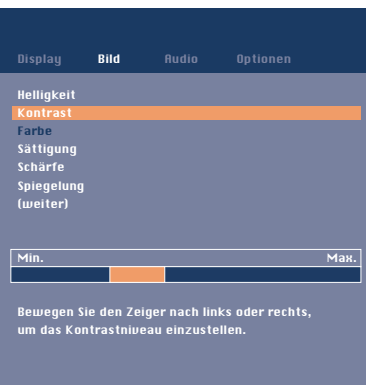 Display Bild Audio Optionen
Helligkeit
Kontrast
Farbe
Sättigung
Schärfe
Spiegelung
(weiter)
Min. Max.
Bewegen Sie den Zeiger nach links oder rechts,
um das Kontrastniveau einzustellen.